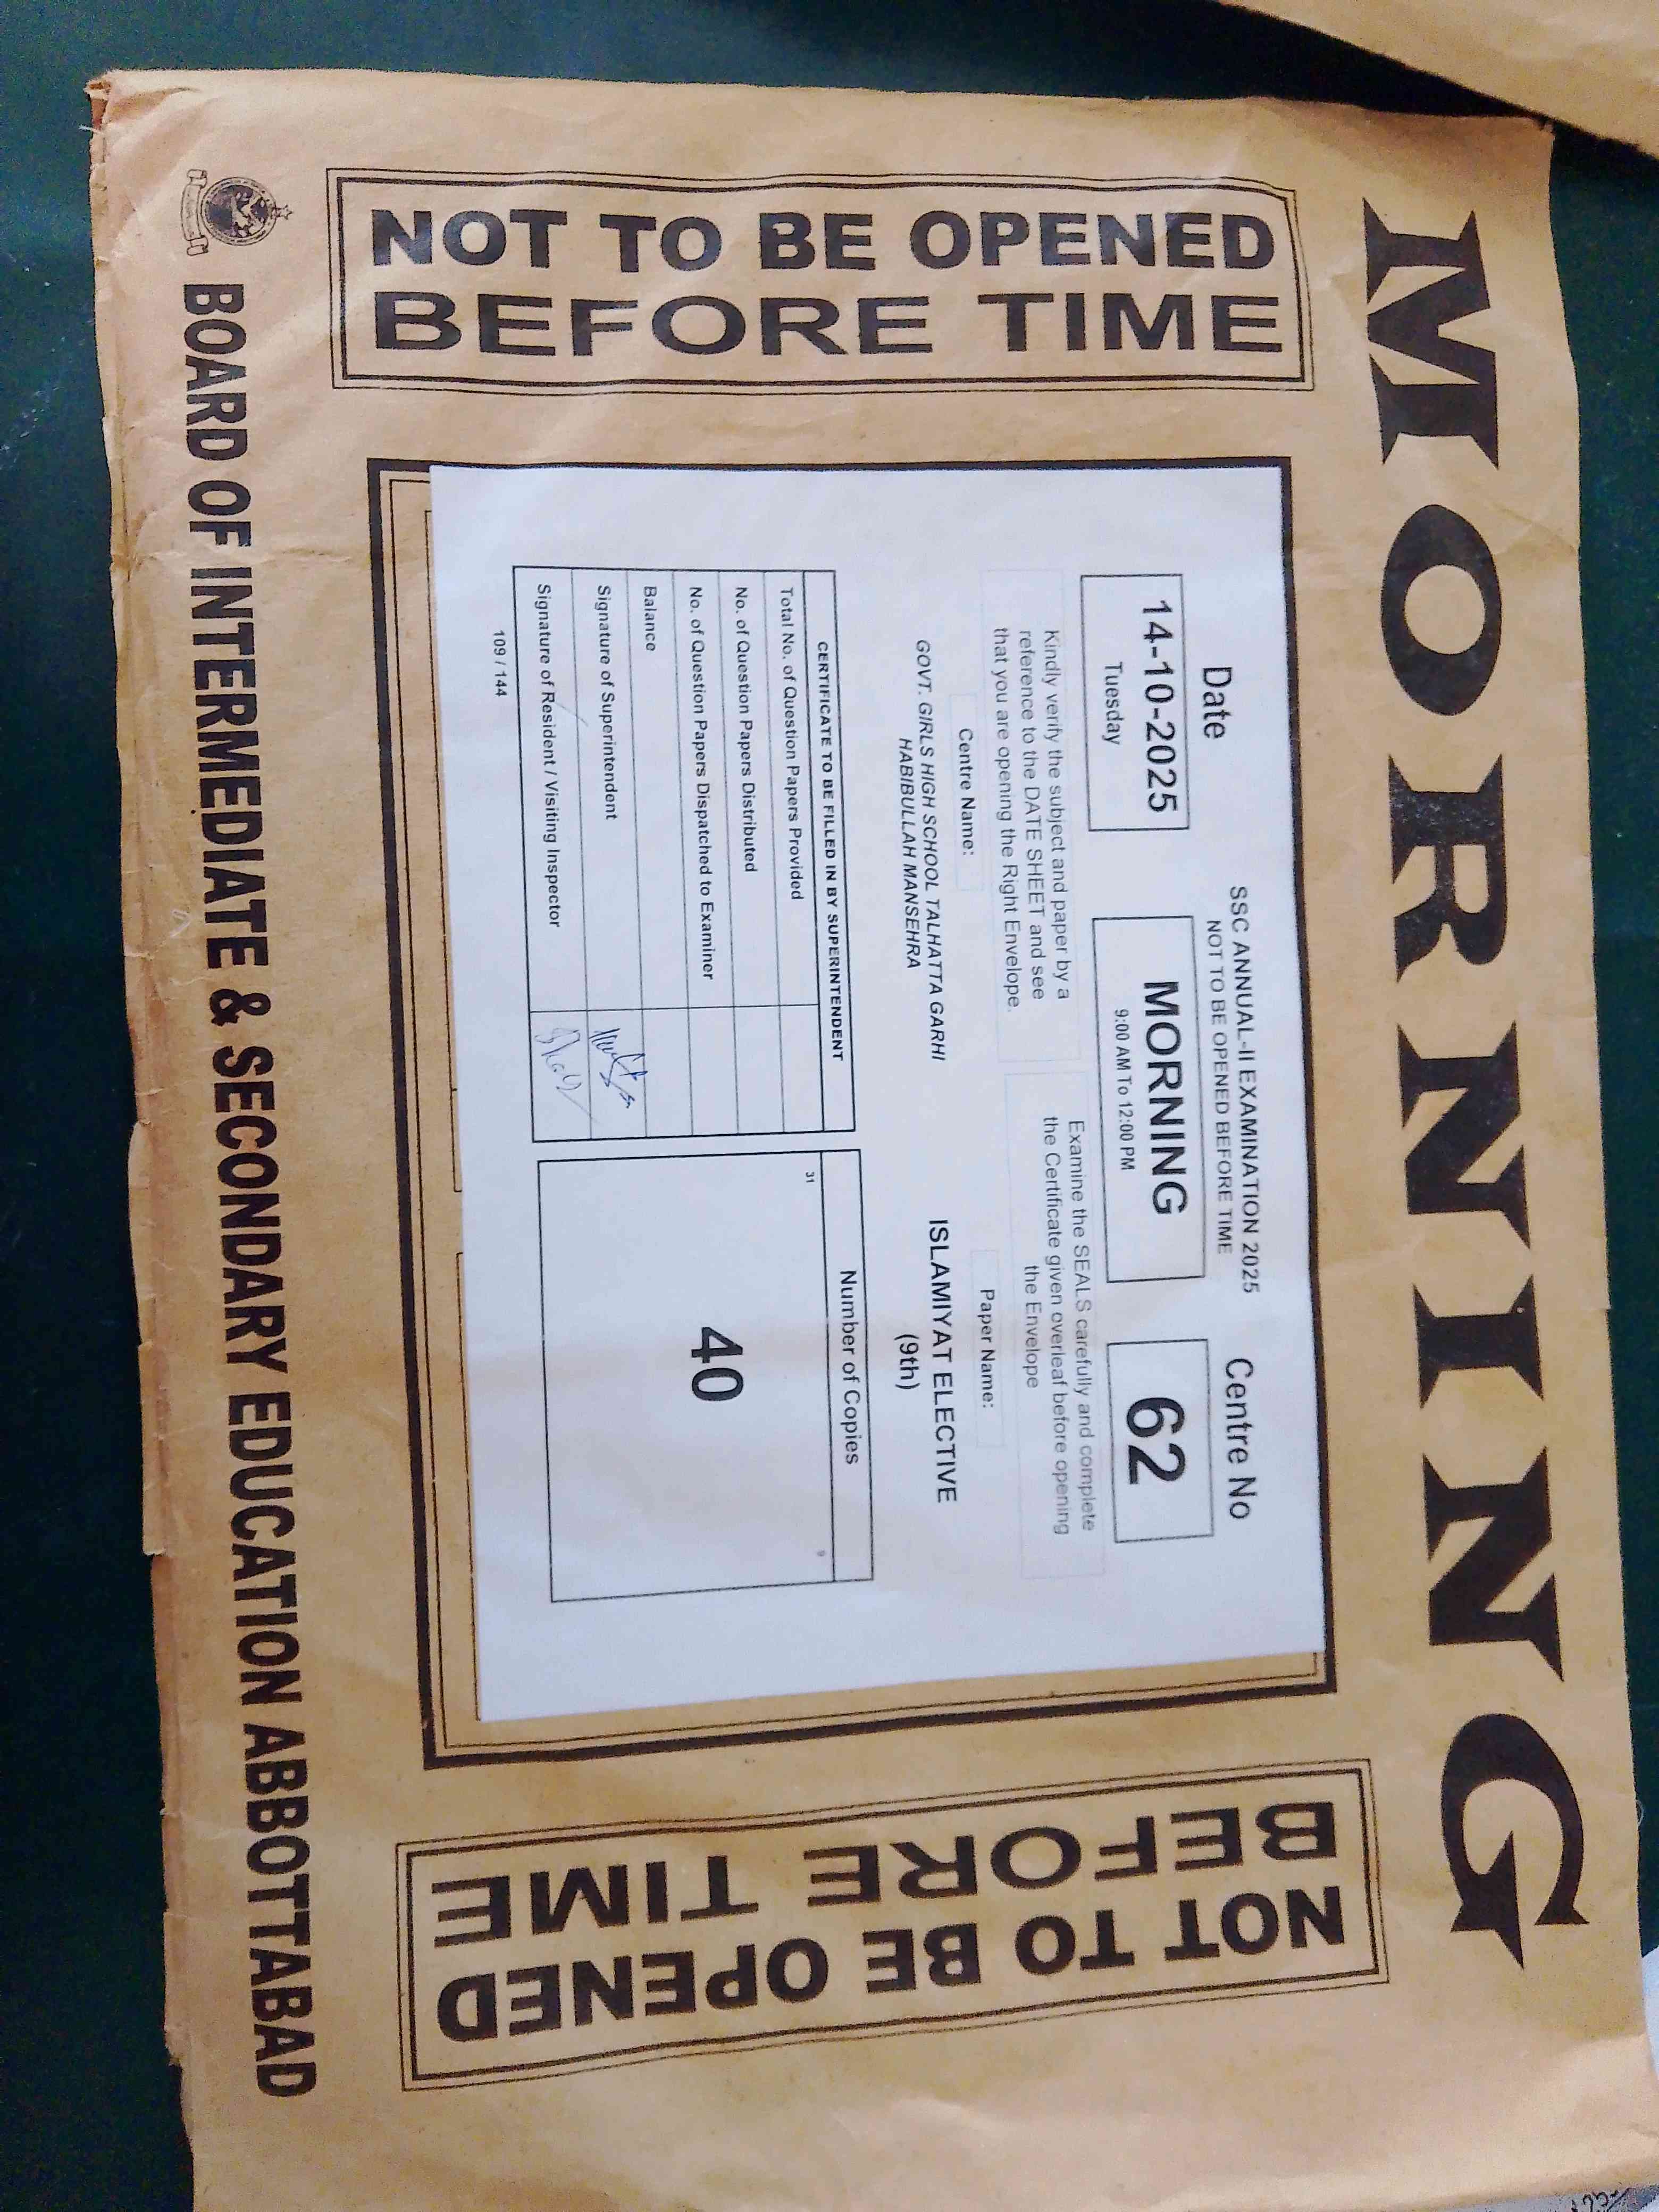 MORNING
NOT TO BE OPENED
BEFORE TIME
Date
14-10-2025
Tuesday
SSC ANNUAL-II EXAMINATION 2025
NOT TO BE OPENED BEFORE TIME
MORNING
9:00 AM To 12:00 PM
Centre No
62
Kindly verify the subject and paper by a
reference to the DATE SHEET and see
that you are opening the Right Envelope.
Examine the SEALS carefully and complete
the Certificate given overleaf before opening
the Envelope
Centre Name:
GOVT. GIRLS HIGH SCHOOL TALHATTA GARHI
HABIBULLAH MANSEHRA
Paper Name:
ISLAMIYAT ELECTIVE
(9th)
CERTIFICATE TO BE FILLED IN BY SUPERINTENDENT
Total No. of Question Papers Provided
No. of Question Papers Distributed
No. of Question Papers Dispatched to Examiner
Balance
Signature of Superintendent
Signature of Resident / Visiting Inspector
109 / 144
Number of Copies
31
9
40
NOT TO BE OPENED
BEFORE TIME
BOARD OF INTERMEDIATE & SECONDARY EDUCATION ABBOTTABAD